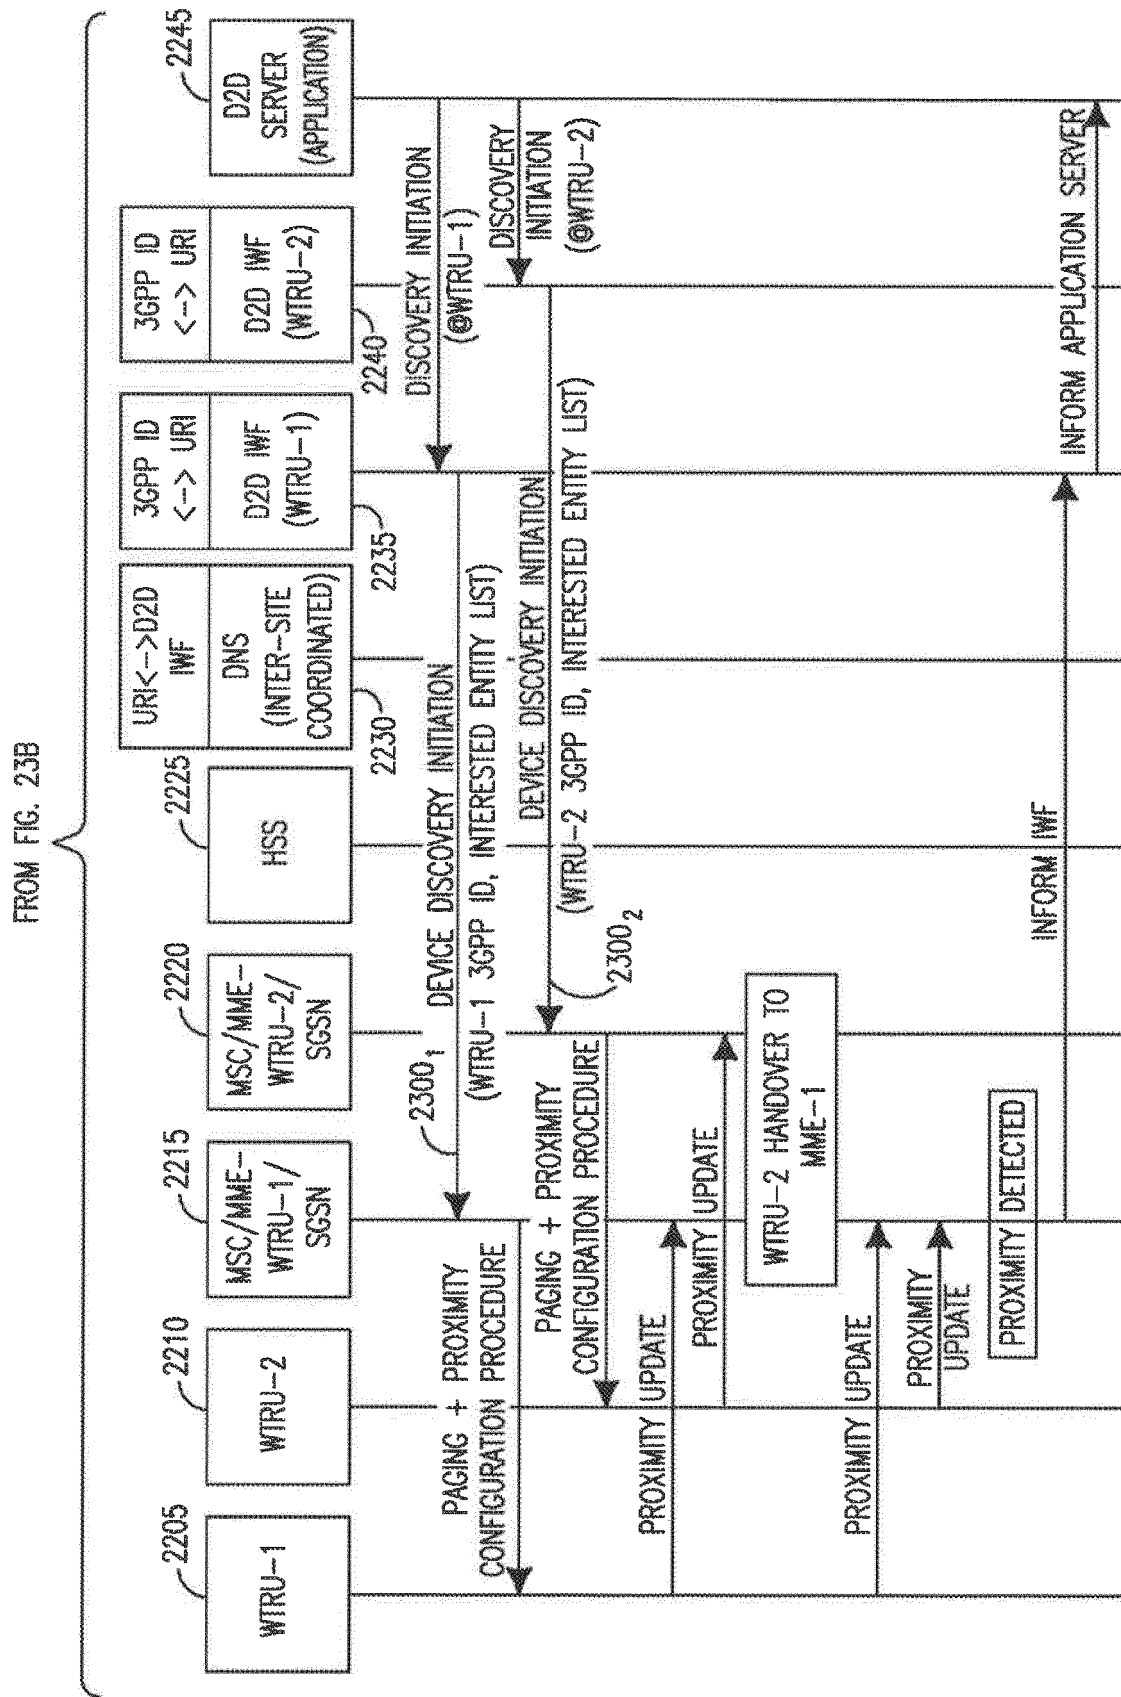 FROM FIG. 23B
2205
WTRU-1
2210
WTRU-2
2215
MSC/MME-
WTRU-1/
SGSN
2220
MSC/MME-
WTRU-2/
SGSN
2225
HSS
URI<->D2D
IWF
DNS
(INTER-SITE
COORDINATED)
2230
3GPP ID
<-> URI
D2D IWF
(WTRU-1)
2235
3GPP ID
<-> URI
D2D IWF
(WTRU-2)
2240
2245
D2D
SERVER
(APPLICATION)
DISCOVERY INITIATION
(@WTRU-1)
DEVICE DISCOVERY INITIATION
(WTRU-1 3GPP ID, INTERESTED ENTITY LIST)
2300₁
DISCOVERY
INITIATION
(@WTRU-2)
PAGING + PROXIMITY
CONFIGURATION PROCEDURE
DEVICE DISCOVERY INITIATION
(WTRU-2 3GPP ID, INTERESTED ENTITY LIST)
2300₂
PAGING + PROXIMITY
CONFIGURATION PROCEDURE
PROXIMITY UPDATE
PROXIMITY UPDATE
WTRU-2 HANDOVER TO
MME-1
PROXIMITY UPDATE
PROXIMITY
UPDATE
PROXIMITY DETECTED
INFORM IWF
INFORM APPLICATION SERVER